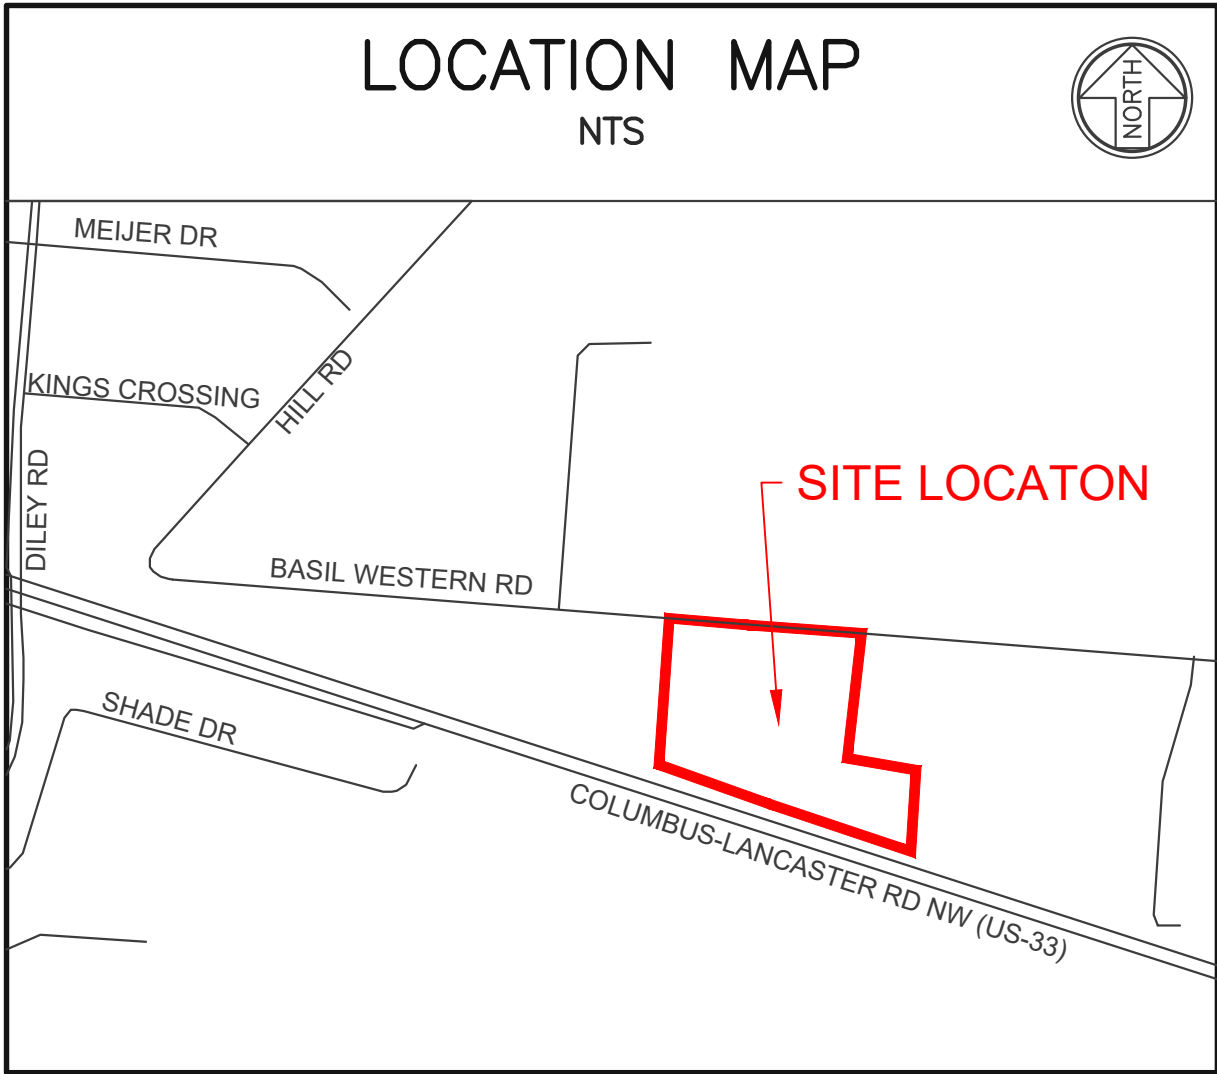 LOCATION MAP
NTS
NORTH
MEIJER DR
KINGS CROSSING
HILL RD
DILEY RD
SITE LOCATON
BASIL WESTERN RD
SHADE DR
COLUMBUS-LANCASTER RD NW (US-33)